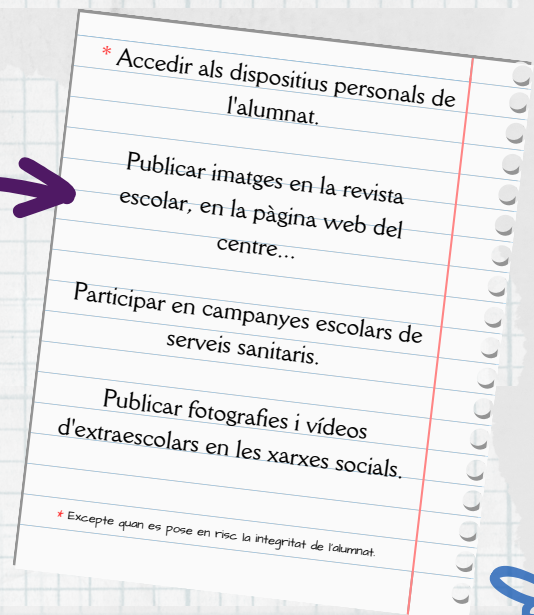 * Accedir als dispositius personals de
l'alumnat.
Publicar imatges en la revista
escolar, en la pàgina web del
centre...
Participar en campanyes escolars de
serveis sanitaris.
Publicar fotografies i vídeos
d'extraescolars en les xarxes socials.
* Excepte quan es pose en risc la integritat de l'alumnat.